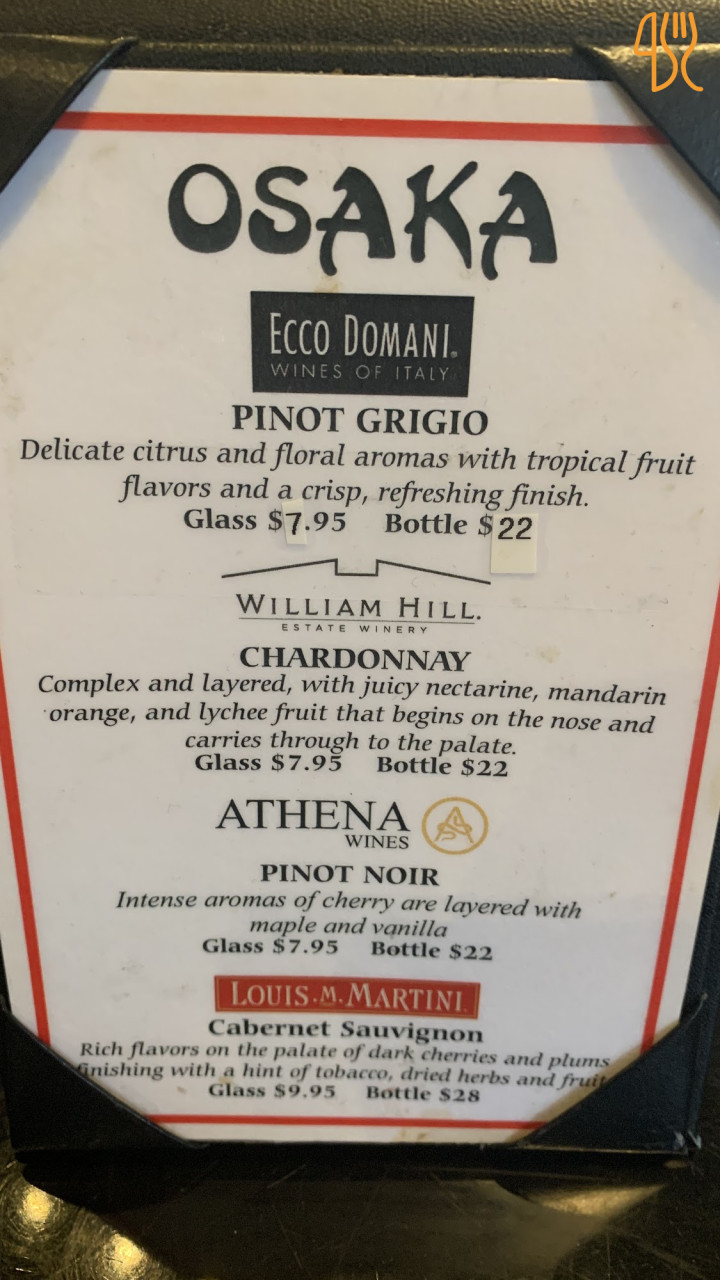 OSAKA
ECCO DOMANI.
WINES OF ITALY
PINOT GRIGIO
Delicate citrus and floral aromas with tropical fruit
flavors and a crisp, refreshing finish.
Glass $7.95 Bottle $22
WILLIAM HILL.
ESTATE WINERY
CHARDONNAY
Complex and layered, with juicy nectarine, mandarin
orange, and lychee fruit that begins on the nose and
carries through to the palate.
Glass $7.95 Bottle $22
ATHENA
WINES
PINOT NOIR
Intense aromas of cherry are layered with
maple and vanilla
Glass $7.95 Bottle $22
LOUIS.M.MARTINI
Cabernet Sauvignon
Rich flavors on the palate of dark cherries and plums
finishing with a hint of tobacco, dried herbs and fruit
Glass $9.95 Bottle $28